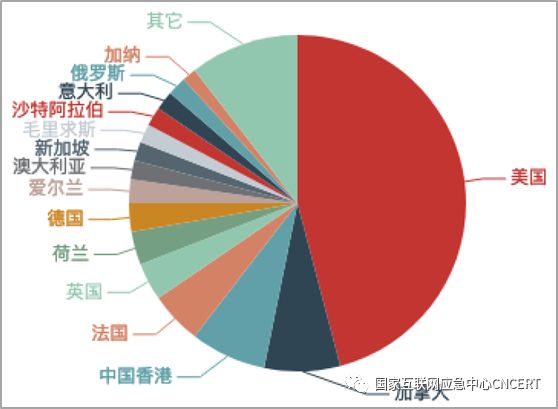 其它
加纳
俄罗斯
意大利
沙特阿拉伯
毛里求斯
新加坡
澳大利亚
爱尔兰
德国
荷兰
英国
法国
中国香港
加拿大
美国
国家互联网应急中心CNCERT